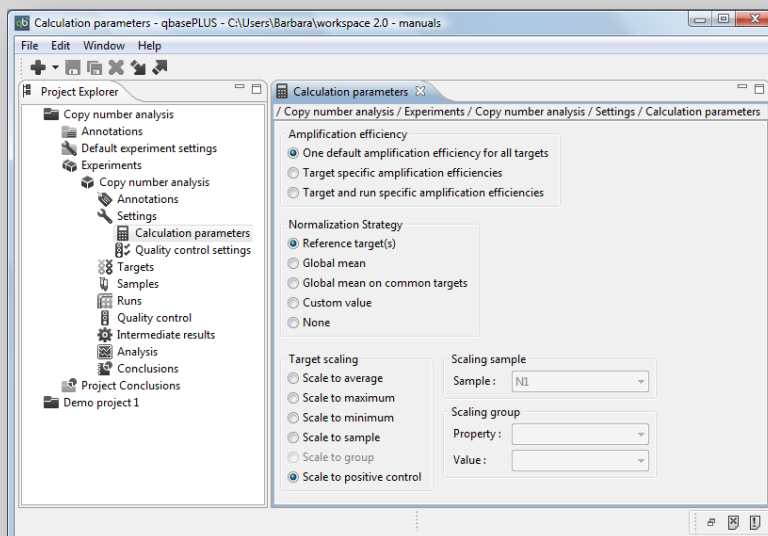 Calculation parameters - qbasePLUS - C:\Users\Barbara\workspace 2.0 - manuals
File Edit Window Help
Project Explorer
Copy number analysis
Annotations
Default experiment settings
Experiments
Copy number analysis
Annotations
Settings
Calculation parameters
Quality control settings
Targets
Samples
Runs
Quality control
Intermediate results
Analysis
Conclusions
Project Conclusions
Demo project 1
Calculation parameters
/ Copy number analysis / Experiments / Copy number analysis / Settings / Calculation parameters
Amplification efficiency
One default amplification efficiency for all targets
Target specific amplification efficiencies
Target and run specific amplification efficiencies
Normalization Strategy
Reference target(s)
Global mean
Global mean on common targets
Custom value
None
Target scaling
Scale to average
Scale to maximum
Scale to minimum
Scale to sample
Scale to group
Scale to positive control
Scaling sample
Sample : N1
Scaling group
Property :
Value :